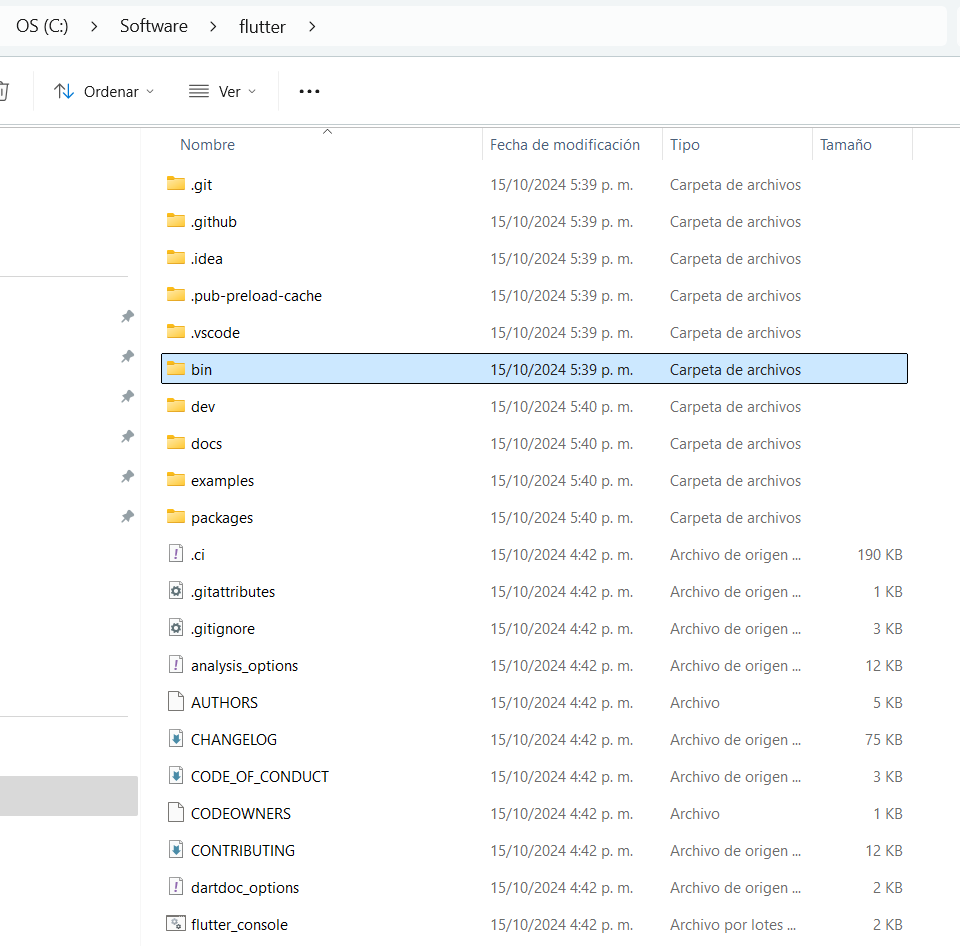 OS (C:) > Software > flutter >
Ordenar Ver ...
Nombre Fecha de modificación Tipo Tamaño
.git 15/10/2024 5:39 p. m. Carpeta de archivos
.github 15/10/2024 5:39 p. m. Carpeta de archivos
.idea 15/10/2024 5:39 p. m. Carpeta de archivos
.pub-preload-cache 15/10/2024 5:39 p. m. Carpeta de archivos
.vscode 15/10/2024 5:39 p. m. Carpeta de archivos
bin 15/10/2024 5:39 p. m. Carpeta de archivos
dev 15/10/2024 5:40 p. m. Carpeta de archivos
docs 15/10/2024 5:40 p. m. Carpeta de archivos
examples 15/10/2024 5:40 p. m. Carpeta de archivos
packages 15/10/2024 5:40 p. m. Carpeta de archivos
.ci 15/10/2024 4:42 p. m. Archivo de origen ... 190 KB
.gitattributes 15/10/2024 4:42 p. m. Archivo de origen ... 1 KB
.gitignore 15/10/2024 4:42 p. m. Archivo de origen ... 3 KB
analysis_options 15/10/2024 4:42 p. m. Archivo de origen ... 12 KB
AUTHORS 15/10/2024 4:42 p. m. Archivo 5 KB
CHANGELOG 15/10/2024 4:42 p. m. Archivo de origen ... 75 KB
CODE_OF_CONDUCT 15/10/2024 4:42 p. m. Archivo de origen ... 3 KB
CODEOWNERS 15/10/2024 4:42 p. m. Archivo 1 KB
CONTRIBUTING 15/10/2024 4:42 p. m. Archivo de origen ... 12 KB
dartdoc_options 15/10/2024 4:42 p. m. Archivo de origen ... 2 KB
flutter_console 15/10/2024 4:42 p. m. Archivo por lotes ... 2 KB